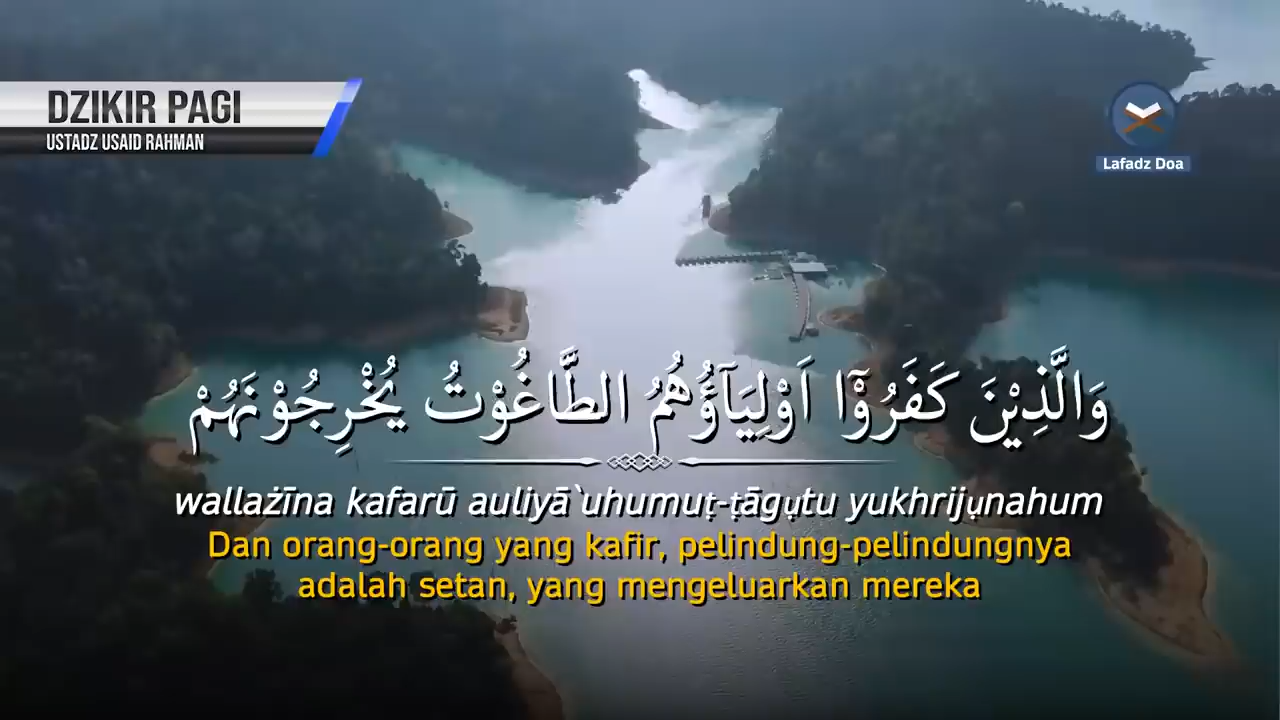 DZIKIR PAGI
USTADZ USAID RAHMAN
Lafadz Doa
وَالَّذِيْنَ كَفَرُوْٓا اَوْلِيَاۤؤُهُمُ الطَّاغُوْتُ يُخْرِجُوْنَهُمْ
wallażīna kafarū auliyā`uhumuṭ-ṭāgụtu yukhrijụnahum
Dan orang-orang yang kafir, pelindung-pelindungnya
adalah setan, yang mengeluarkan mereka